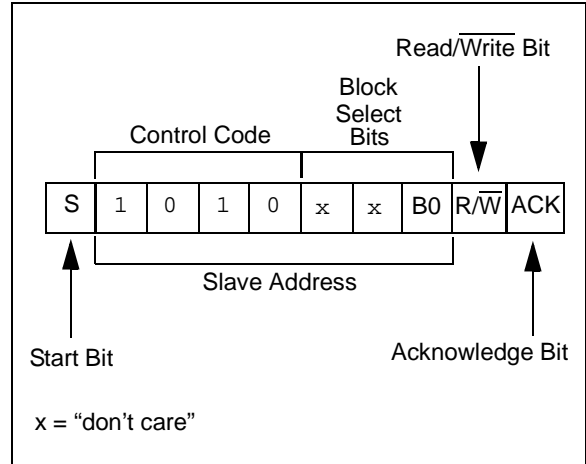 Read/Write Bit
Block
Select
Bits
Control Code
S 1 0 1 0 x x B0 R/W ACK
Slave Address
Start Bit
Acknowledge Bit
x = “don’t care”